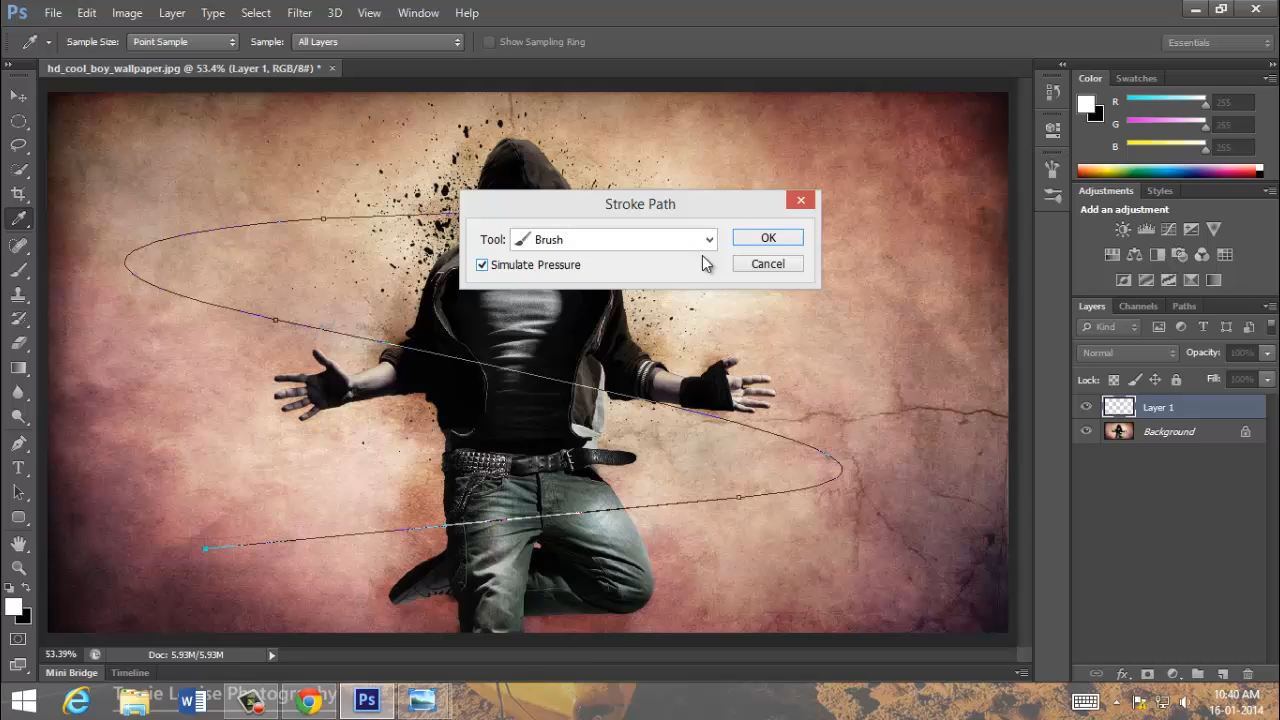 Ps File Edit Image Layer Type Select Filter 3D View Window Help
Sample Size: Point Sample Sample: All Layers Show Sampling Ring Essentials
hd_cool_boy_wallpaper.jpg @ 53.4% (Layer 1, RGB/8#) * ×
Color Swatches
R 255
G 255
B 255
Adjustments Styles
Add an adjustment
Stroke Path
Tool: Brush OK
Simulate Pressure Cancel
Layers Channels Paths
Kind
Normal Opacity: 100%
Lock: Fill: 100%
Layer 1
Background
53.39% Doc: 5.93M/5.93M
Mini Bridge Timeline
Photography
Ps
10:40 AM
16-01-2014